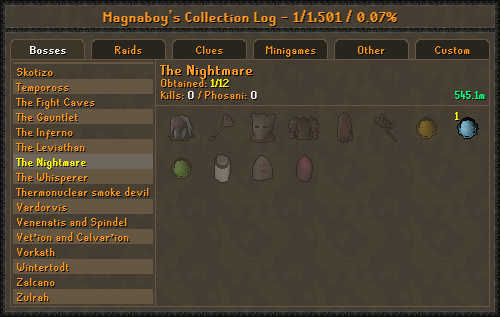 Magnaboy's Collection Log - 1/1.501 / 0.07%
Bosses Raids Clues Minigames Other Custom
Skotizo
Tempoross
The Fight Caves
The Gauntlet
The Inferno
The Leviathan
The Nightmare
The Whisperer
Thermonuclear smoke devil
Vardorvis
Venenatis and Spindel
Vet'ion and Calvar'ion
Vorkath
Wintertodt
Zalcano
Zulrah
The Nightmare
Obtained: 1/12
Kills: 0 / Phosani: 0 545.1m
1